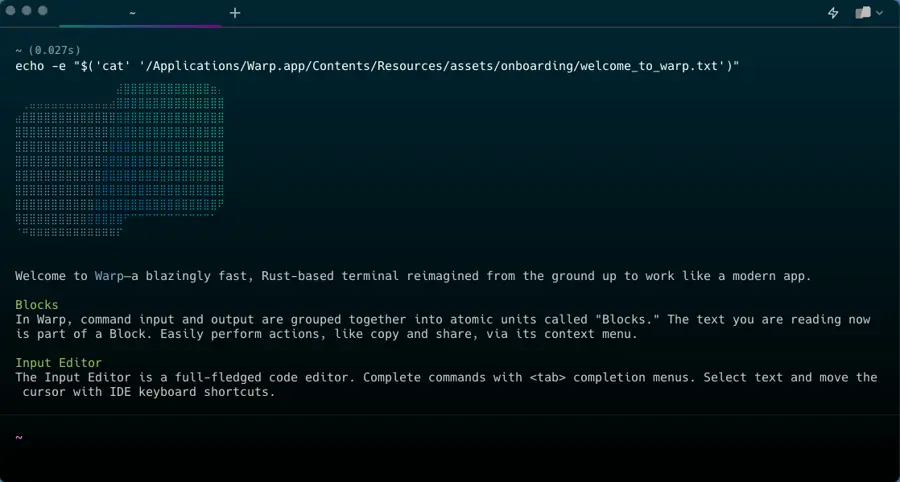 ~
~ (0.027s)
echo -e "$('cat' '/Applications/Warp.app/Contents/Resources/assets/onboarding/welcome_to_warp.txt')"
Welcome to Warp—a blazingly fast, Rust-based terminal reimagined from the ground up to work like a modern app.
Blocks
In Warp, command input and output are grouped together into atomic units called "Blocks." The text you are reading now
is part of a Block. Easily perform actions, like copy and share, via its context menu.
Input Editor
The Input Editor is a full-fledged code editor. Complete commands with <tab> completion menus. Select text and move the
cursor with IDE keyboard shortcuts.
~